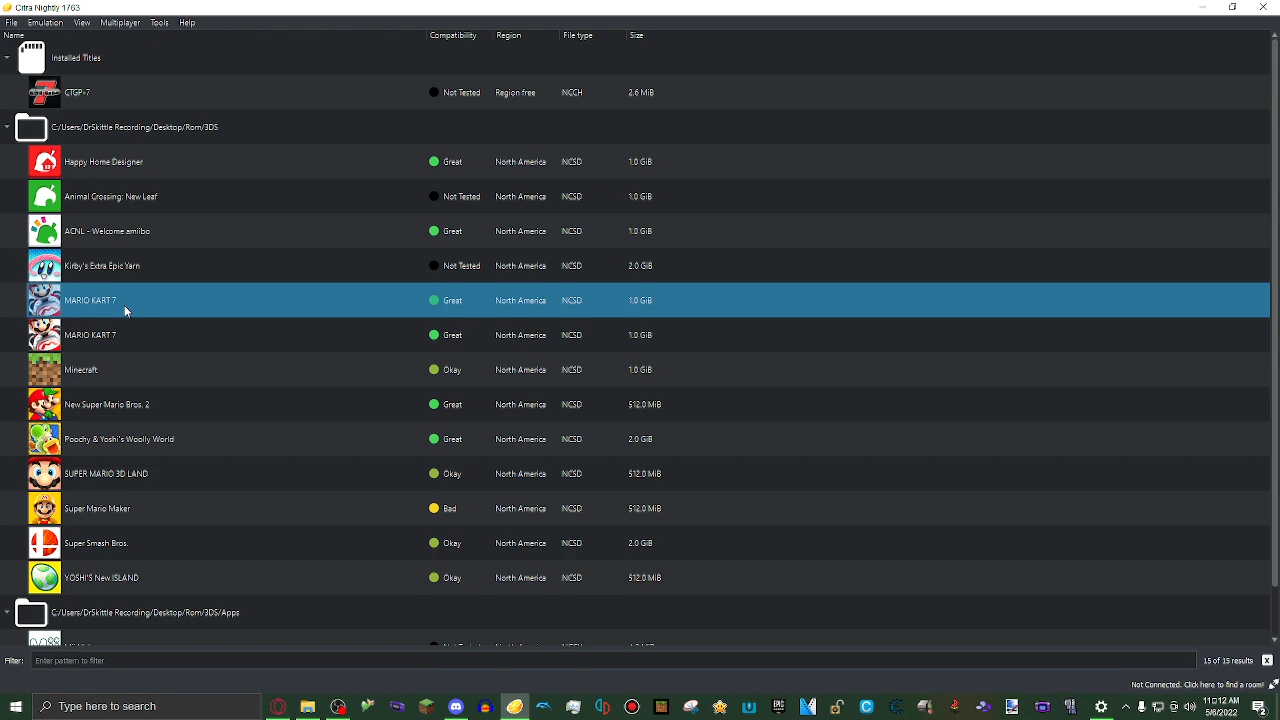 Citra Nightly 1763
File Emulation View Multiplayer Tools Help
Name Compatibility Region File type Size
Installed Titles
CTGP-7 Not Tested Region free NCCH 2.6 MiB
C:/Users/DrSkittle Recording/Desktop/Rom/3DS
Happy Home Designer Great North America NCSD 1.0 GiB
Animal Crossing: New Leaf Not Tested North America NCSD 1.0 GiB
ACNL - Welcome amiibo Great North America NCSD 1.0 GiB
Kirby's Extra Epic Yarn Not Tested North America NCSD 2.0 GiB
MARIO KART 7 Great North America NCSD 1.0 GiB
MARIO KART 7 Great North America NCSD 1.0 GiB
Minecraft Okay North America NCSD 1.0 GiB
New Super Mario Bros. 2 Great North America NCSD 512.0 MiB
Poochy & Yoshi's Woolly World Great North America NCSD 2.0 GiB
SUPER MARIO 3D LAND Okay North America NCSD 512.0 MiB
Super Mario Maker Bad North America NCSD 512.0 MiB
Super Smash Bros. Okay North America NCSD 2.0 GiB
YOSHI'S New ISLAND Okay North America NCSD 512.0 MiB
C:/Users/DrSkittle Recording/Desktop/Rom/3DS/Apps
Filter: Enter pattern to filter 15 of 15 results X
Not Connected. Click here to find a room!
Type here to search
11:10:12 AM
5/6/2022